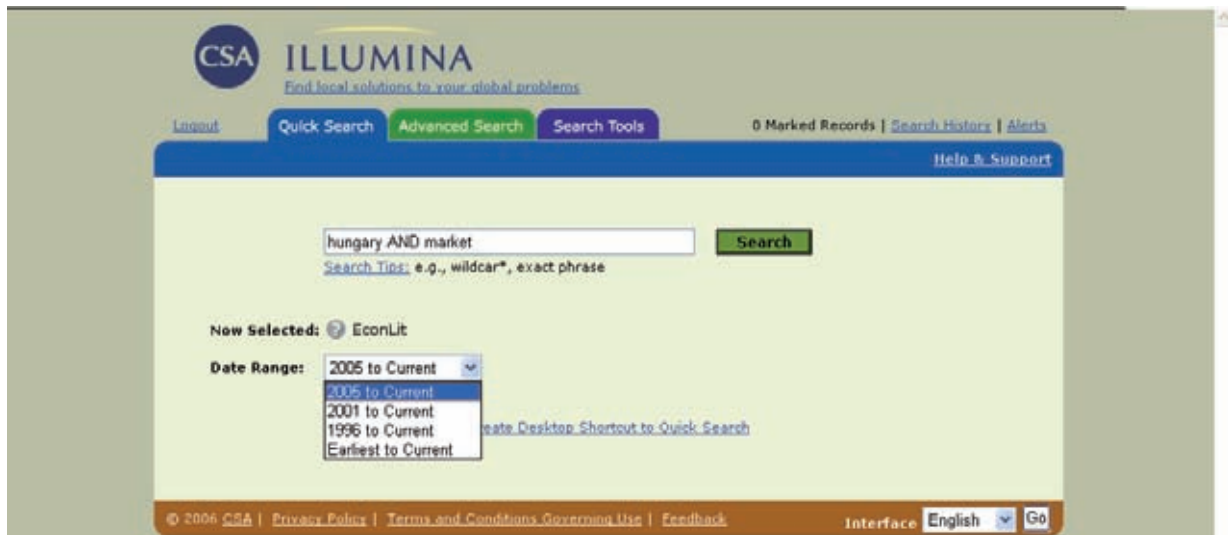 CSA ILLUMINA
Find local solutions to your global problems
Logout Quick Search Advanced Search Search Tools 0 Marked Records | Search History | Alerts
Help & Support
hungary AND market Search
Search Tips: e.g., wildcar*, exact phrase
Now Selected: ? EconLit
Date Range: 2005 to Current
2005 to Current
2001 to Current
1996 to Current
eate Desktop Shortcut to Quick Search
Earliest to Current
© 2006 CSA | Privacy Policy | Terms and Conditions Governing Use | Feedback Interface English Go